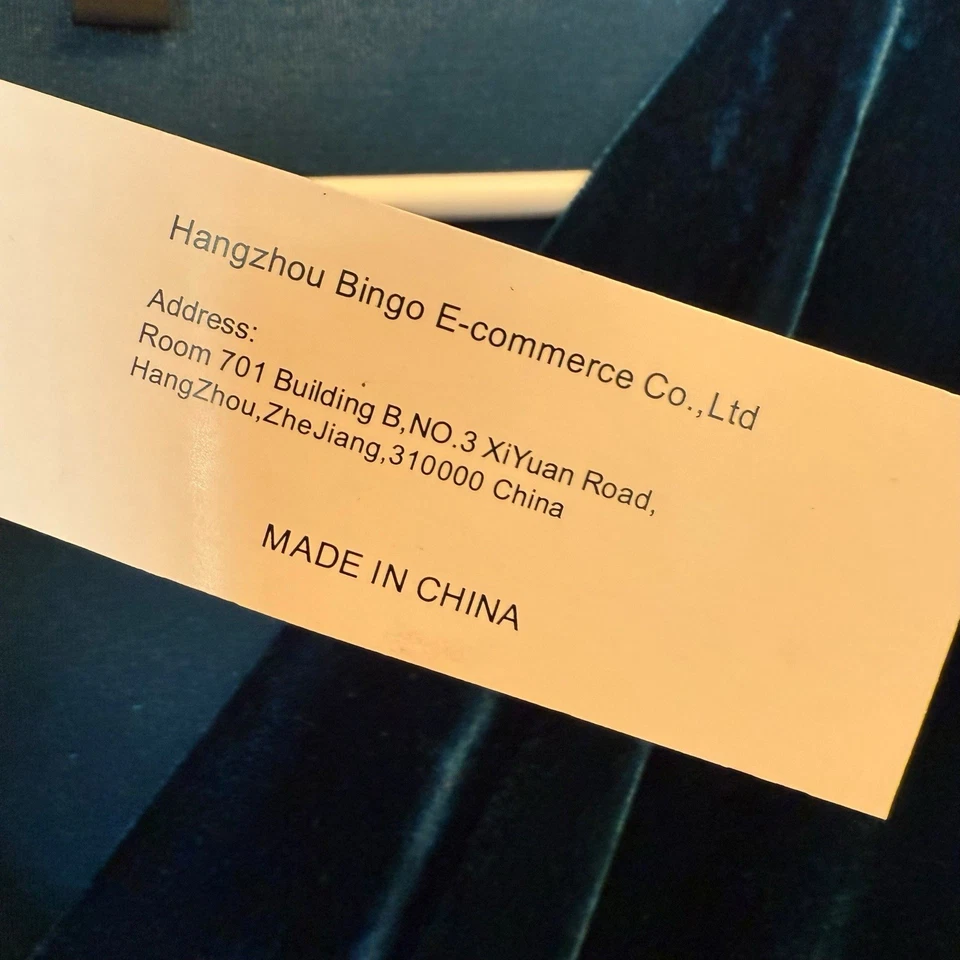 Hangzhou Bingo E-commerce Co.,Ltd
Address:
Room 701 Building B,NO.3 XiYuan Road,
HangZhou,ZheJiang,310000 China
MADE IN CHINA